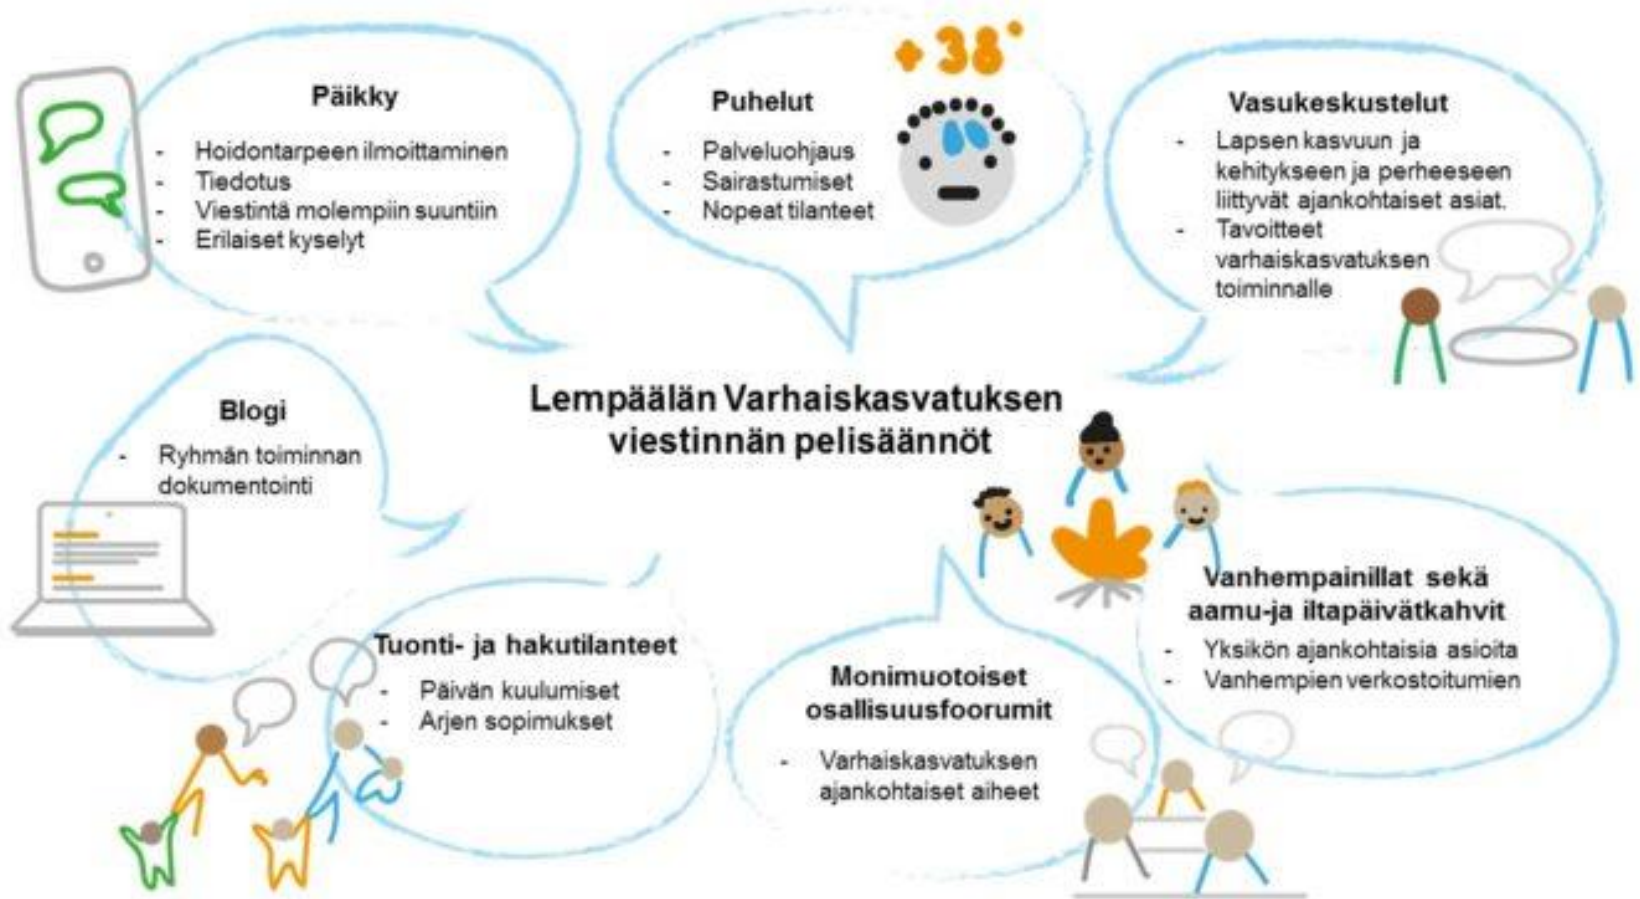 Päikky
- Hoidontarpeen ilmoittaminen
- Tiedotus
- Viestintä molempiin suuntiin
- Erilaiset kyselyt
+ 38°
Puhelut
- Palveluohjaus
- Sairastumiset
- Nopeat tilanteet
Vasukeskustelut
- Lapsen kasvuun ja
kehitykseen ja perheeseen
liittyvät ajankohtaiset asiat.
- Tavoitteet
varhaiskasvatuksen
toiminnalle
Lempäälän Varhaiskasvatuksen
viestinnän pelisäännöt
Blogi
- Ryhmän toiminnan
dokumentointi
Tuonti- ja hakutilanteet
- Päivän kuulumiset
- Arjen sopimukset
Monimuotoiset
osallisuusfoorumit
- Varhaiskasvatuksen
ajankohtaiset aiheet
Vanhempainillat sekä
aamu-ja iltapäivätkahvit
- Yksikön ajankohtaisia asioita
- Vanhempien verkostoitumien